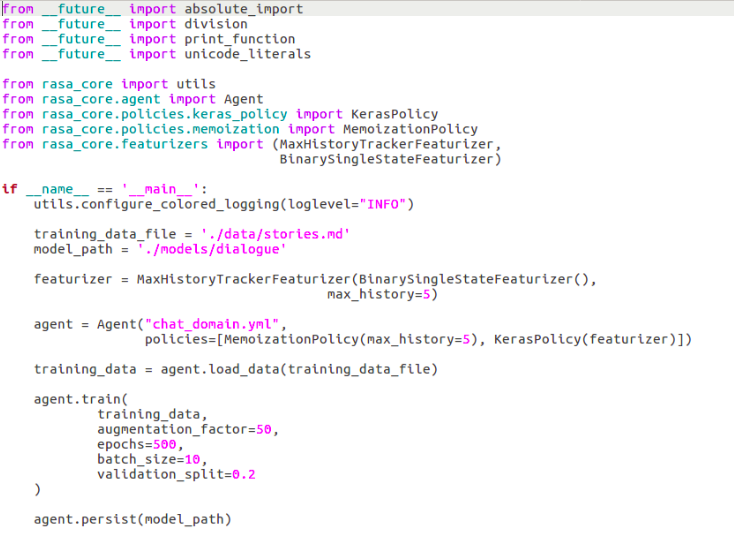 from __future__ import absolute_import
from __future__ import division
from __future__ import print_function
from __future__ import unicode_literals

from rasa_core import utils
from rasa_core.agent import Agent
from rasa_core.policies.keras_policy import KerasPolicy
from rasa_core.policies.memoization import MemoizationPolicy
from rasa_core.featurizers import (MaxHistoryTrackerFeaturizer,
                                   BinarySingleStateFeaturizer)

if __name__ == '__main__':
    utils.configure_colored_logging(loglevel="INFO")

    training_data_file = './data/stories.md'
    model_path = './models/dialogue'

    featurizer = MaxHistoryTrackerFeaturizer(BinarySingleStateFeaturizer(),
                                         max_history=5)

    agent = Agent("chat_domain.yml",
                  policies=[MemoizationPolicy(max_history=5), KerasPolicy(featurizer)])

    training_data = agent.load_data(training_data_file)

    agent.train(
            training_data,
            augmentation_factor=50,
            epochs=500,
            batch_size=10,
            validation_split=0.2
    )

    agent.persist(model_path)